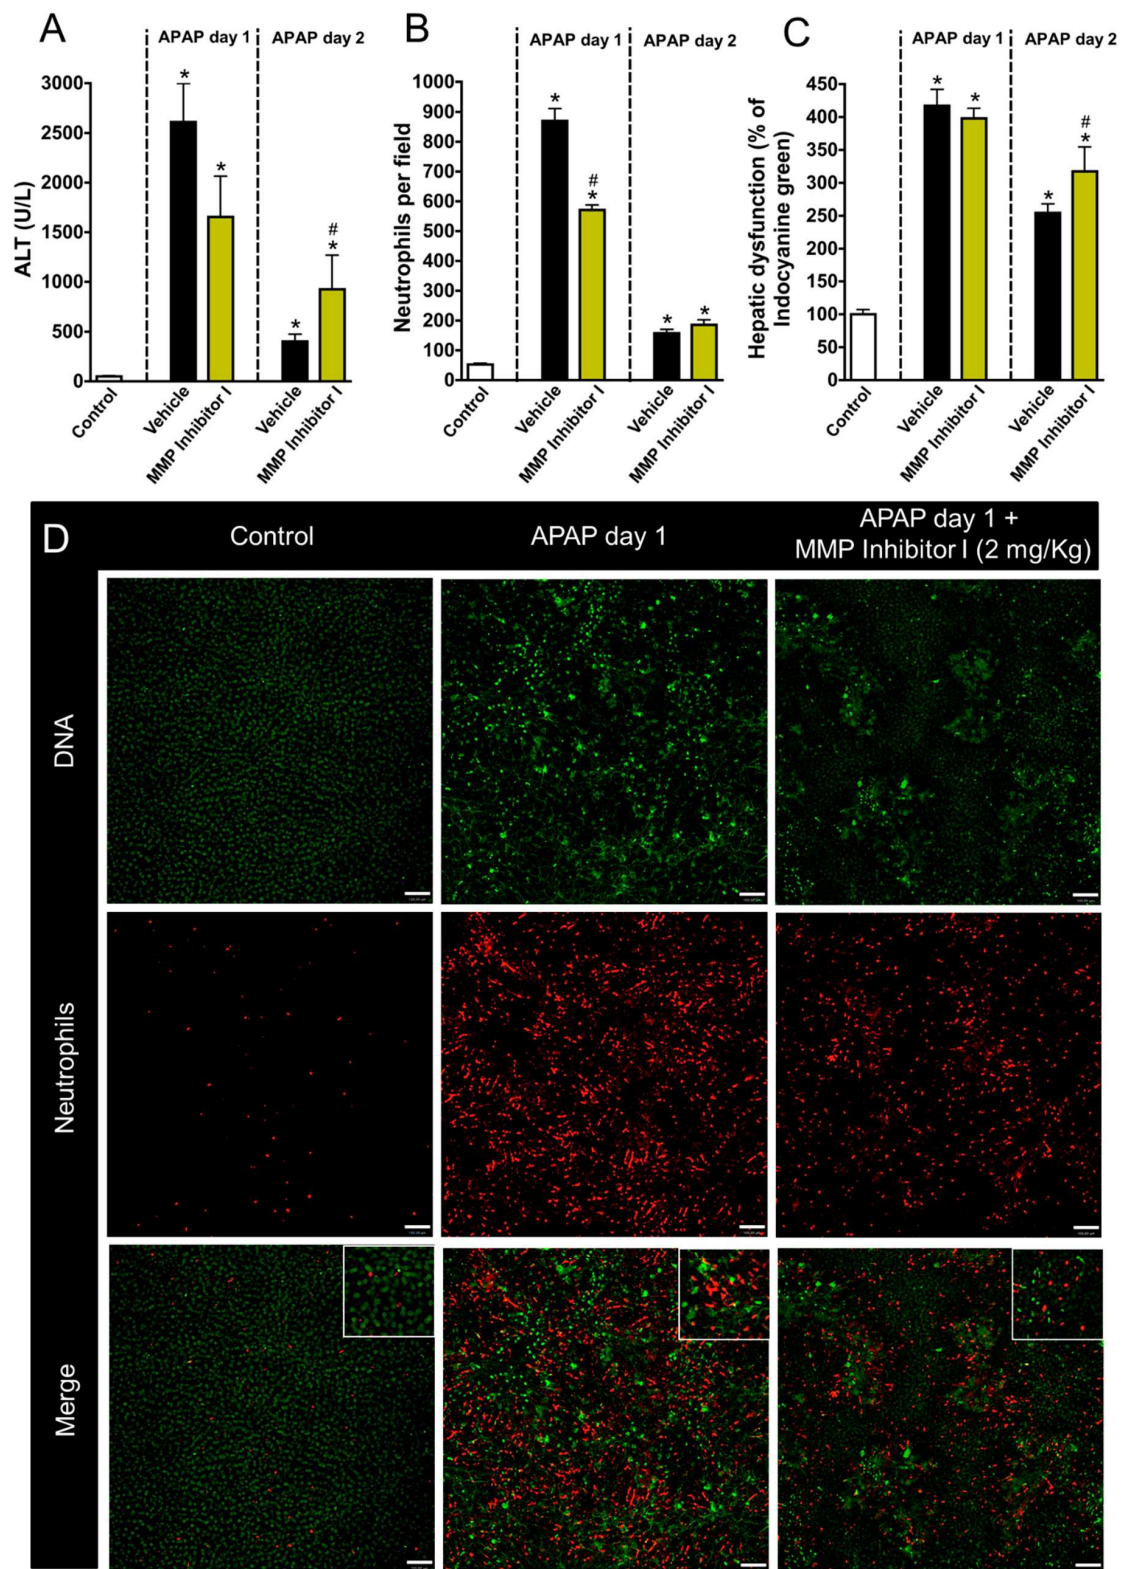 A
APAP day 1
APAP day 2
ALT (U/L)
3000
2500
2000
1500
1000
500
0
*
*
*
#
*
Control
Vehicle
MMP Inhibitor I
Vehicle
MMP Inhibitor I
B
APAP day 1
APAP day 2
Neutrophils per field
1000
900
800
700
600
500
400
300
200
100
0
*
#
*
*
*
Control
Vehicle
MMP Inhibitor I
Vehicle
MMP Inhibitor I
C
APAP day 1
APAP day 2
Hepatic dysfunction (% of
Indocyanine green)
450
400
350
300
250
200
150
100
50
0
*
*
*
#
*
Control
Vehicle
MMP Inhibitor I
Vehicle
MMP Inhibitor I
D
Control
APAP day 1
APAP day 1 +
MMP Inhibitor I (2 mg/Kg)
DNA
Neutrophils
Merge